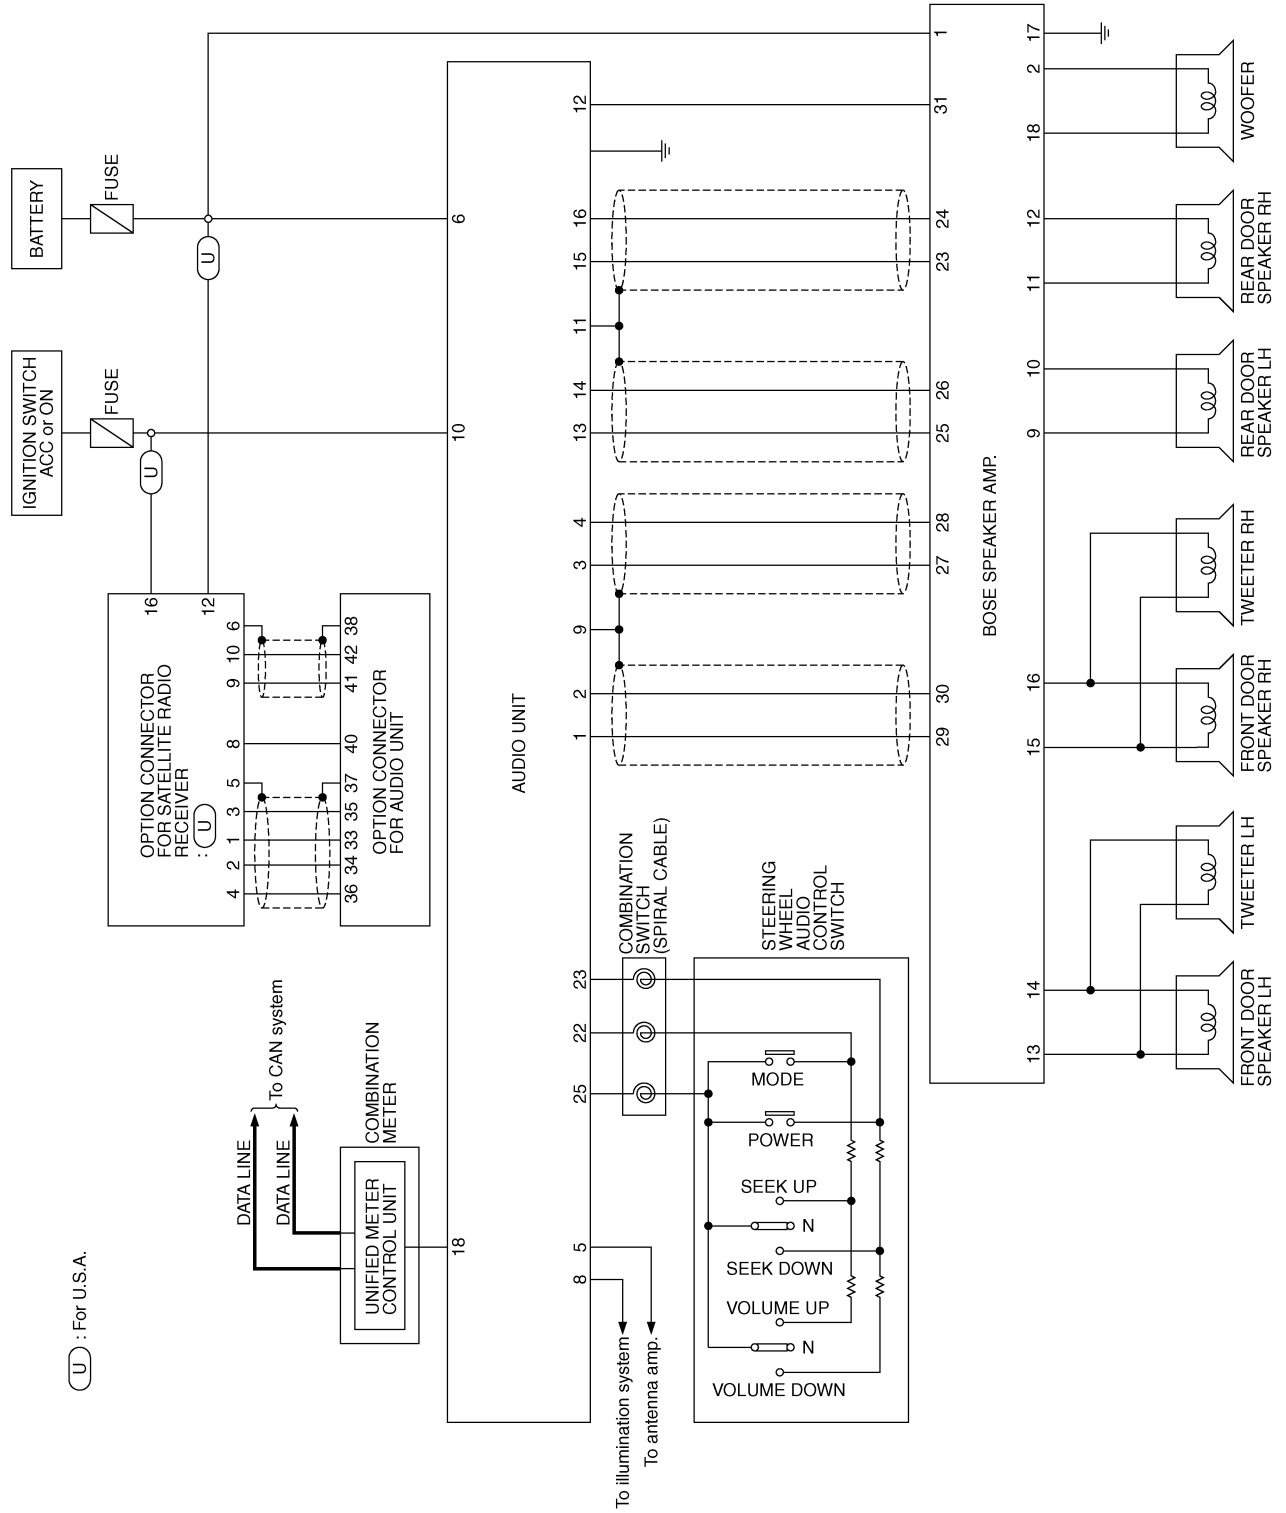 BATTERY
FUSE
IGNITION SWITCH
ACC or ON
FUSE
U
U
16
12
OPTION CONNECTOR
FOR SATELLITE RADIO
RECEIVER
: U
4
2
1
3
5
8
9
10
6
36
34
33
35
37
40
41
42
38
OPTION CONNECTOR
FOR AUDIO UNIT
U : For U.S.A.
DATA LINE
DATA LINE
To CAN system
COMBINATION
METER
UNIFIED METER
CONTROL UNIT
18
10
6
AUDIO UNIT
8
5
25
22
23
1
2
9
3
4
13
14
11
15
16
12
To illumination system
To antenna amp.
COMBINATION
SWITCH
(SPIRAL CABLE)
STEERING
WHEEL
AUDIO
CONTROL
SWITCH
MODE
POWER
SEEK UP
N
SEEK DOWN
VOLUME UP
N
VOLUME DOWN
29
30
27
28
25
26
23
24
31
1
BOSE SPEAKER AMP.
13
14
15
16
9
10
11
12
18
2
17
FRONT DOOR
SPEAKER LH
TWEETER LH
FRONT DOOR
SPEAKER RH
TWEETER RH
REAR DOOR
SPEAKER LH
REAR DOOR
SPEAKER RH
WOOFER